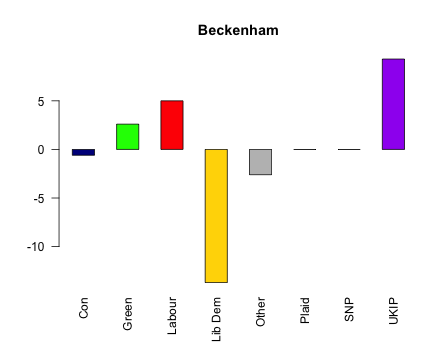 Beckenham
5
0
-5
-10
Con
Green
Labour
Lib Dem
Other
Plaid
SNP
UKIP